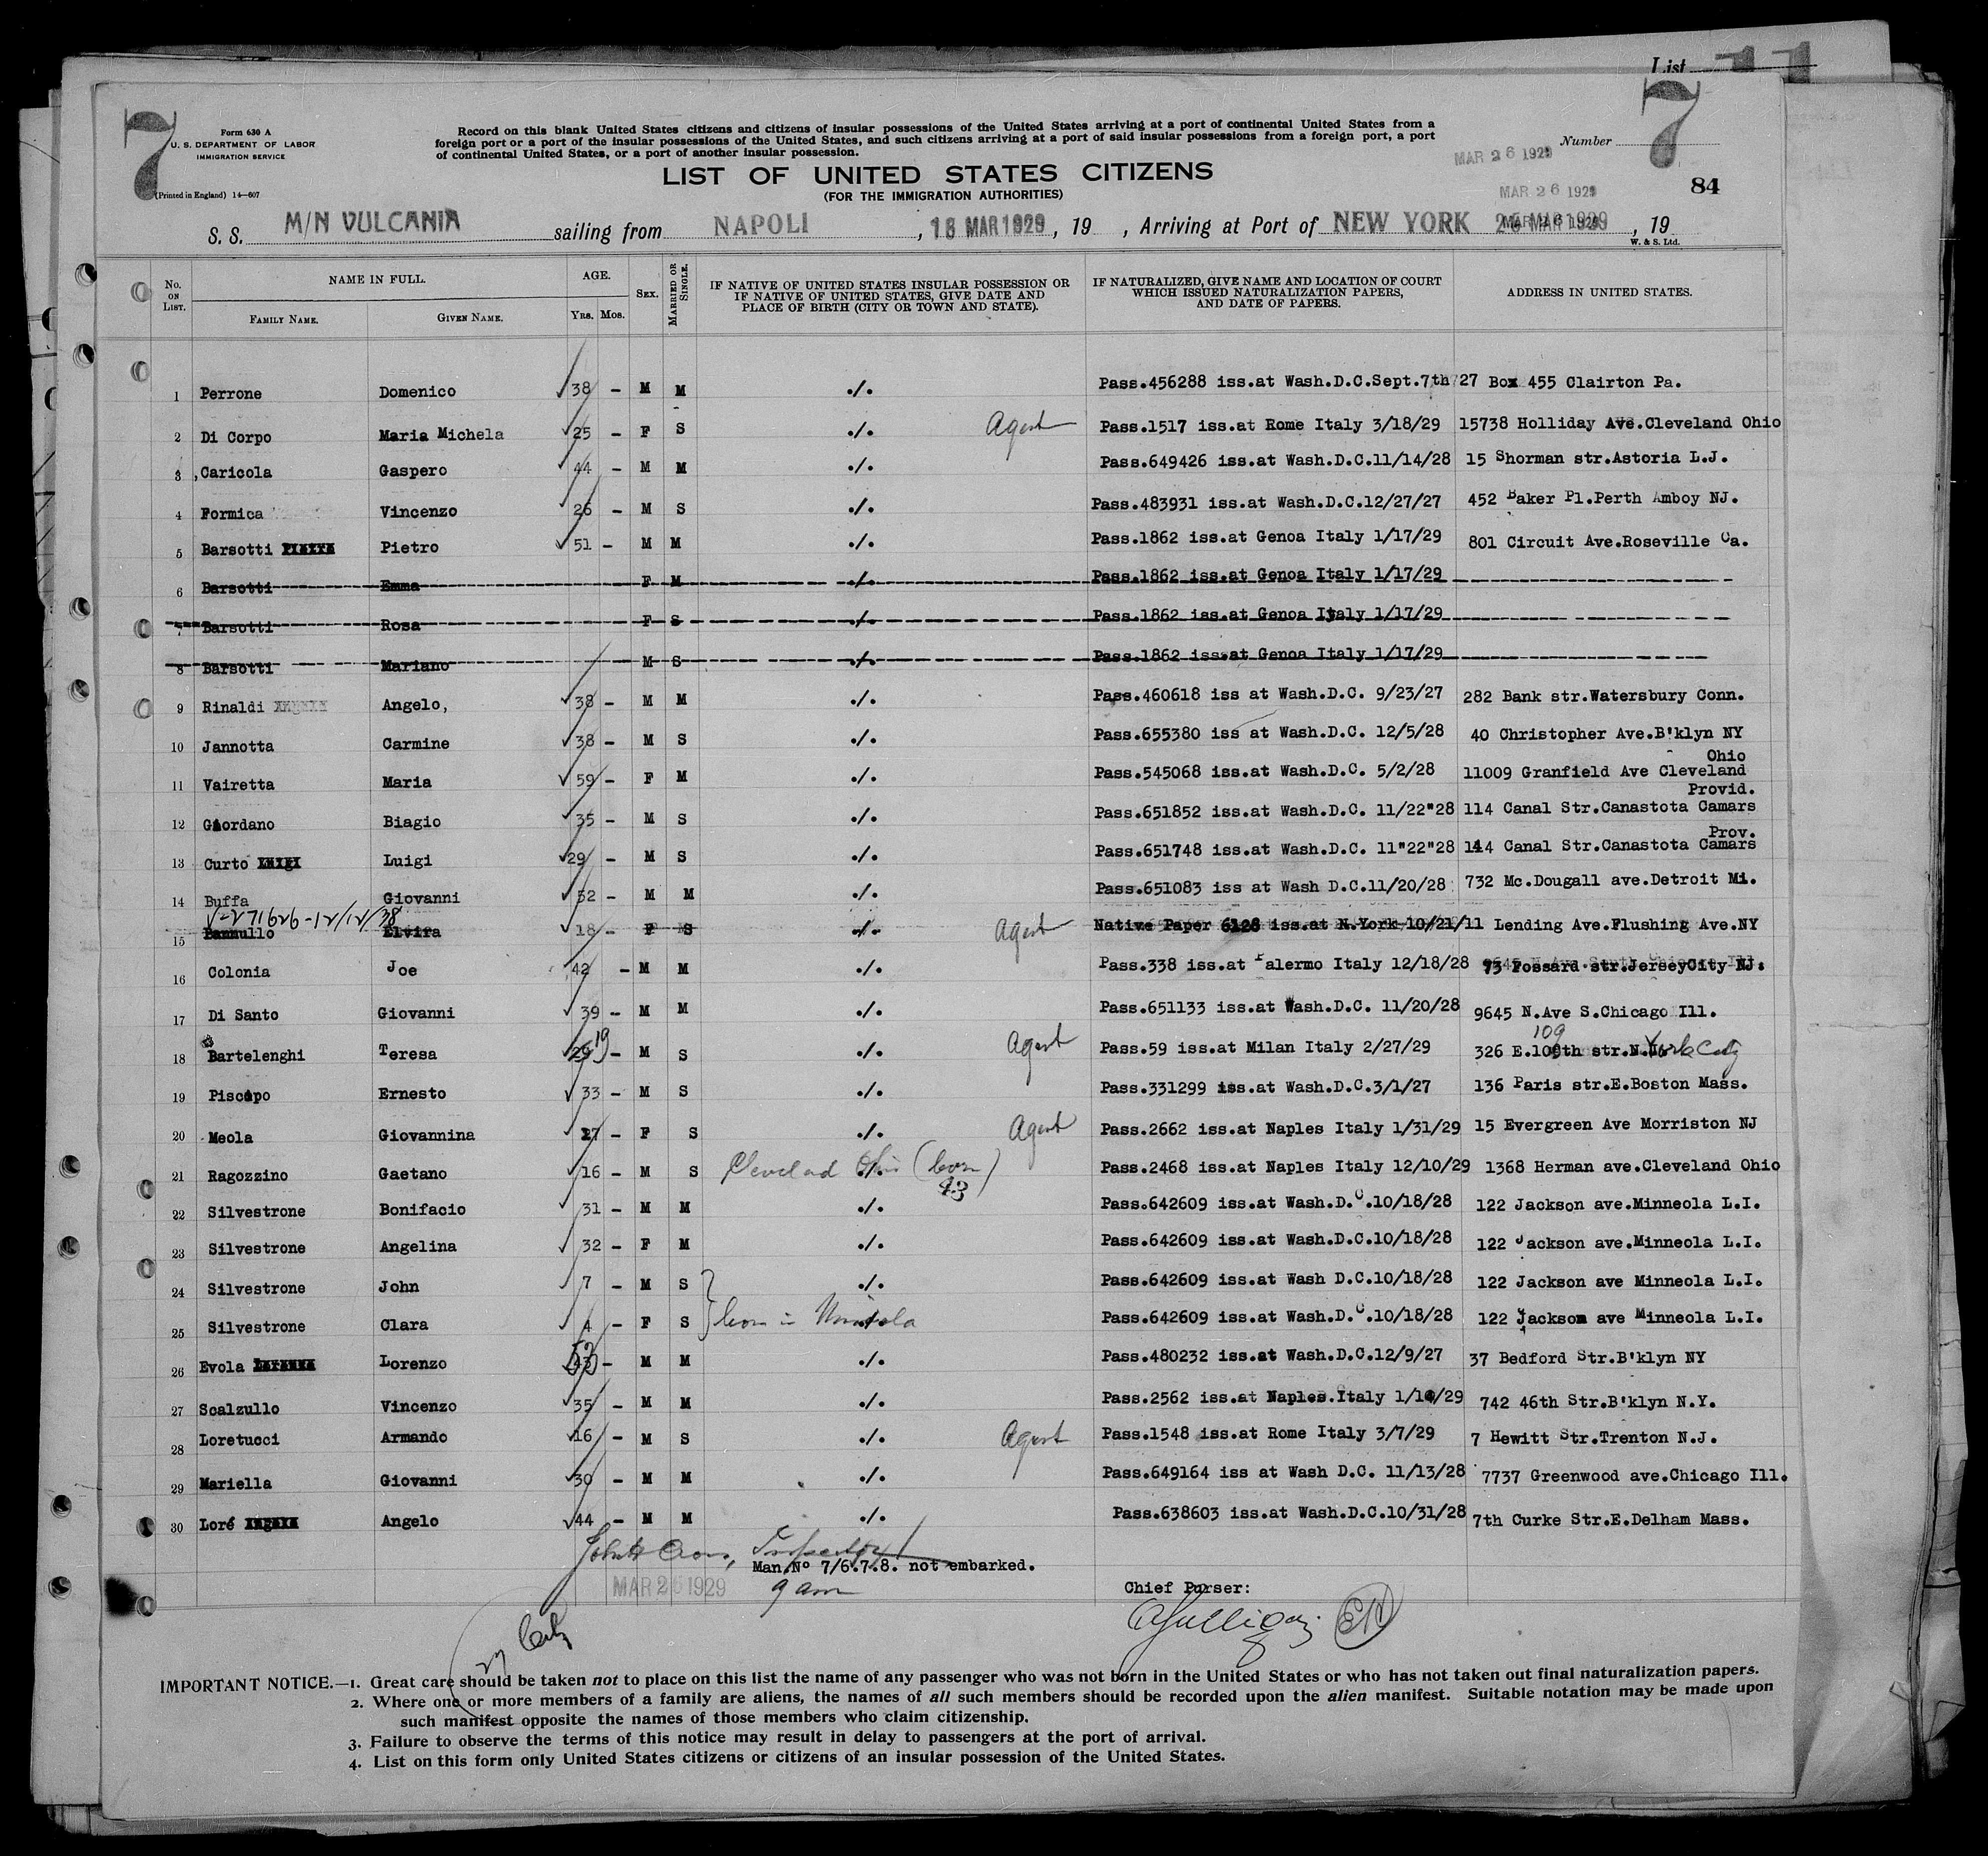 List 11
7
7
Form 630 A
U. S. DEPARTMENT OF LABOR
IMMIGRATION SERVICE
(Printed in England) 14—607
Record on this blank United States citizens and citizens of insular possessions of the United States arriving at a port of continental United States from a
foreign port or a port of the insular possessions of the United States, and such citizens arriving at a port of said insular possessions from a foreign port, a port
of continental United States, or a port of another insular possession.
Number
MAR 26 1929
LIST OF UNITED STATES CITIZENS
MAR 26 1929
84
(FOR THE IMMIGRATION AUTHORITIES)
S. S. M/N VULCANIA sailing from NAPOLI, 16 MAR 1929, 19 , Arriving at Port of NEW YORK MAR 1929, 19
W. & S. Ltd.
No. ON LIST.
NAME IN FULL.
FAMILY NAME.
GIVEN NAME.
AGE.
YRS. MOS.
SEX.
MARRIED OR SINGLE.
IF NATIVE OF UNITED STATES INSULAR POSSESSION OR
IF NATIVE OF UNITED STATES, GIVE DATE AND
PLACE OF BIRTH (CITY OR TOWN AND STATE).
IF NATURALIZED, GIVE NAME AND LOCATION OF COURT
WHICH ISSUED NATURALIZATION PAPERS,
AND DATE OF PAPERS.
ADDRESS IN UNITED STATES.
1 Perrone Domenico 38 - M M ./. Pass.456288 iss.at Wash.D.C.Sept.7th 27 Box 455 Clairton Pa.
2 Di Corpo Maria Michela 25 - F S ./. Agent Pass.1517 iss.at Rome Italy 3/18/29 15738 Holliday Ave.Cleveland Ohio
3 Caricola Gaspero 44 - M M ./. Pass.649426 iss.at Wash.D.C.11/14/28 15 Shorman str.Astoria L.J.
4 Formica Vincenzo 26 - M S ./. Pass.483931 iss.at Wash.D.C.12/27/27 452 Baker Pl.Perth Amboy NJ.
5 Barsotti Pietro 51 - M M ./. Pass.1862 iss.at Genoa Italy 1/17/29 801 Circuit Ave.Roseville Ca.
6 Barsotti Emma F M ./. Pass.1862 iss.at Genoa Italy 1/17/29
7 Barsotti Rosa F S ./. Pass.1862 iss.at Genoa Italy 1/17/29
8 Barsotti Mariano M S ./. Pass.1862 iss.at Genoa Italy 1/17/29
9 Rinaldi Angelo, 38 - M M ./. Pass.460618 iss at Wash.D.C. 9/23/27 282 Bank str.Watersbury Conn.
10 Jannotta Carmine 38 - M S ./. Pass.655380 iss at Wash.D.C. 12/5/28 40 Christopher Ave.B'klyn NY
Ohio
11 Vairetta Maria 59 - F M ./. Pass.545068 iss.at Wash.D.C. 5/2/28 11009 Granfield Ave Cleveland
Provid.
12 Giordano Biagio 35 - M S ./. Pass.651852 iss.at Wash.D.C. 11/22"28 114 Canal Str.Canastota Camars
Prov.
13 Curto Luigi 29 - M S ./. Pass.651748 iss.at Wash.D.C. 11"22"28 144 Canal Str.Canastota Camars
14 Buffa Giovanni 32 - M M ./. Pass.651083 iss at Wash D.C.11/20/28 732 Mc.Dougall ave.Detroit Mi.
V-271626-12/12/38
15 Pannullo Elvira 18 - F S ./. Agent Native Paper 6128 iss.at N.York 10/21/11 Lending Ave.Flushing Ave.NY
16 Colonia Joe 42 - M M ./. Pass.338 iss.at Palermo Italy 12/18/28 73 Fossard str.JerseyCity NJ.
17 Di Santo Giovanni 39 - M M ./. Pass.651133 iss.at Wash.D.C. 11/20/28 9645 N.Ave S.Chicago Ill.
109
18 Bartelenghi Teresa 29 19 - M S ./. Agent Pass.59 iss.at Milan Italy 2/27/29 326 E.109th str.N.York City
19 Piscopo Ernesto 33 - M S ./. Pass.331299 iss.at Wash.D.C.3/1/27 136 Paris str.E.Boston Mass.
20 Meola Giovannina 17 - F S ./. Agent Pass.2662 iss.at Naples Italy 1/31/29 15 Evergreen Ave Morriston NJ
21 Ragozzino Gaetano 16 - M S Cleveland Ohio ./. (born) Pass.2468 iss.at Naples Italy 12/10/29 1368 Herman ave.Cleveland Ohio
43
22 Silvestrone Bonifacio 31 - M M ./. Pass.642609 iss.at Wash.D.C.10/18/28 122 Jackson ave.Minneola L.I.
23 Silvestrone Angelina 32 - F M ./. Pass.642609 iss.at Wash.D.C.10/18/28 122 Jackson ave.Minneola L.I.
24 Silvestrone John 7 - M S ./. Pass.642609 iss.at Wash D.C.10/18/28 122 Jackson ave Minneola L.I.
25 Silvestrone Clara 4 - F S born in Mineola ./. Pass.642609 iss.at Wash.D.C.10/18/28 122 Jackson ave Minneola L.I.
26 Evola Lorenzo 53 - M M ./. Pass.480232 iss.at Wash.D.C.12/9/27 37 Bedford Str.B'klyn NY
27 Scalzullo Vincenzo 35 - M M ./. Pass.2562 iss.at Naples.Italy 1/14/29 742 46th Str.B'klyn N.Y.
28 Loretucci Armando 16 - M S ./. Agent Pass.1548 iss.at Rome Italy 3/7/29 7 Hewitt Str.Trenton N.J.
29 Mariella Giovanni 30 - M M ./. Pass.649164 iss at Wash D.C. 11/13/28 7737 Greenwood ave.Chicago Ill.
30 Loré Angelo 44 - M M ./. Pass.638603 iss.at Wash.D.C.10/31/28 7th Curke Str.E.Delham Mass.
Inspector
Man.No 7/6.7.8. not embarked.
MAR 26 1929 9 am
Chief Purser:
IMPORTANT NOTICE.—1. Great care should be taken not to place on this list the name of any passenger who was not born in the United States or who has not taken out final naturalization papers.
2. Where one or more members of a family are aliens, the names of all such members should be recorded upon the alien manifest. Suitable notation may be made upon
such manifest opposite the names of those members who claim citizenship.
3. Failure to observe the terms of this notice may result in delay to passengers at the port of arrival.
4. List on this form only United States citizens or citizens of an insular possession of the United States.